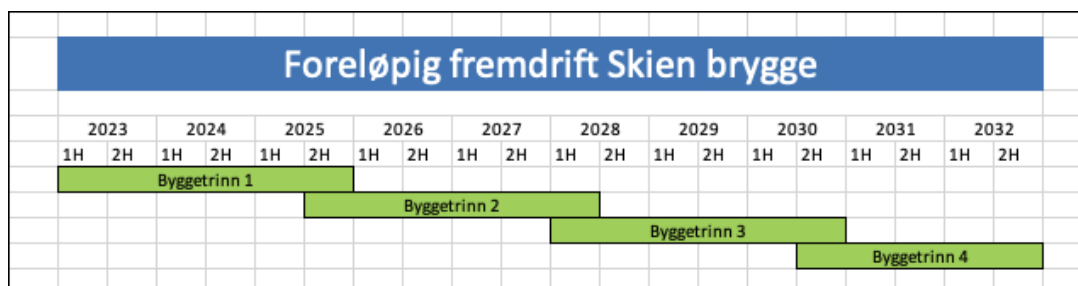 Foreløpig fremdrift Skien brygge
2023 2024 2025 2026 2027 2028 2029 2030 2031 2032
1H 2H 1H 2H 1H 2H 1H 2H 1H 2H 1H 2H 1H 2H 1H 2H 1H 2H 1H 2H
Byggetrinn 1
Byggetrinn 2
Byggetrinn 3
Byggetrinn 4